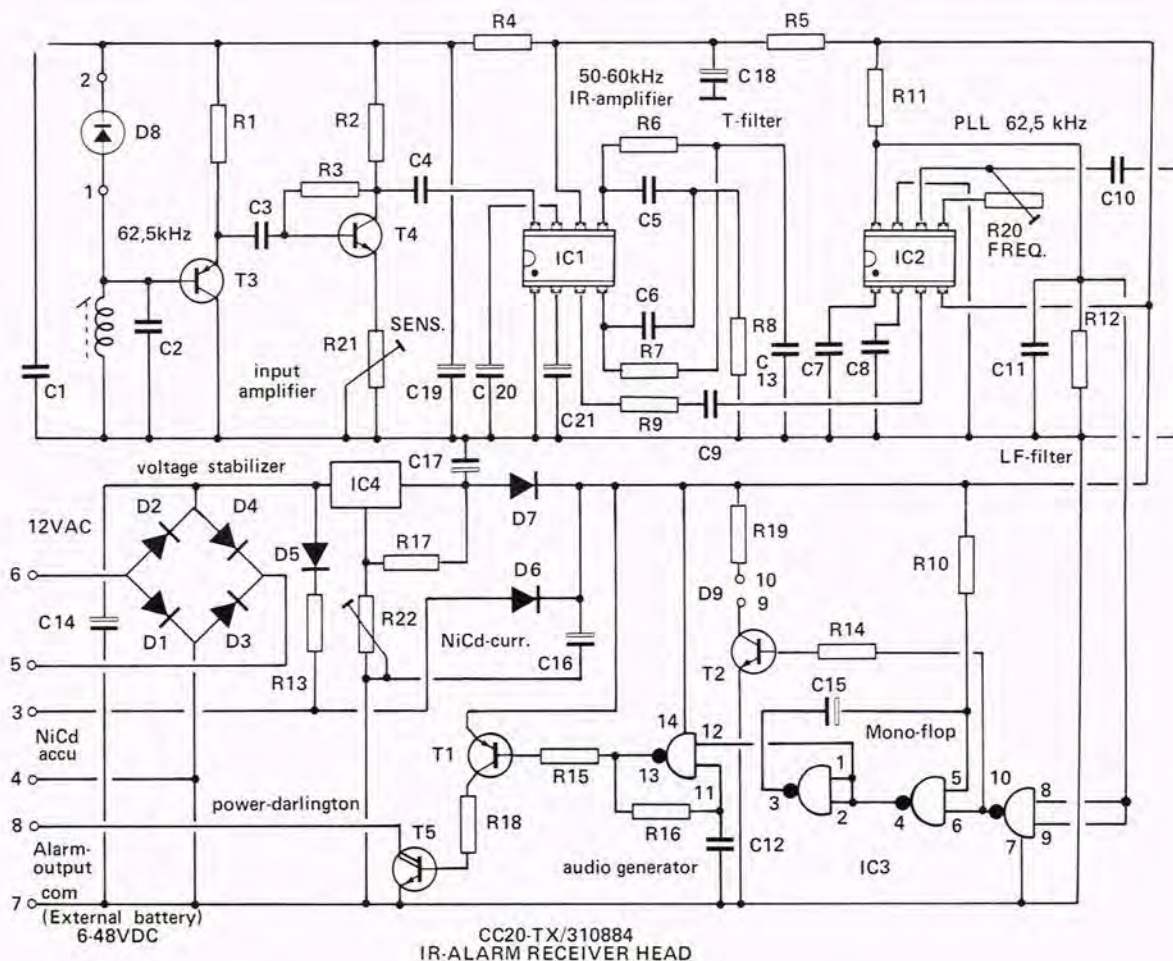 R4
R5
2
D8
1
R1
R2
R3
C3
C4
T4
62,5kHz
T3
C2
C1
input
amplifier
R21
SENS.
C19
C 20
C21
50-60kHz
IR-amplifier
C18
T-filter
R6
C5
IC1
C6
R7
R8
C
13
R9
C9
R11
PLL 62,5 kHz
C10
IC2
R20
FREQ.
C7
C8
C11
R12
LF-filter
voltage stabilizer
C17
IC4
D7
12VAC
D2
D4
D5
R17
6
D6
C14
D1
D3
R22
NiCd-curr.
C16
5
R13
3
NiCd
accu
4
R19
D9
10
9
R10
T2
R14
C15
Mono-flop
T1
R15
14
12
13
11
R16
C12
1
3
2
5
4
6
10
8
9
7
IC3
power-darlington
R18
8
T5
audio generator
Alarm-
output
com
7
(External battery)
6-48VDC
CC20-TX/310884
IR-ALARM RECEIVER HEAD